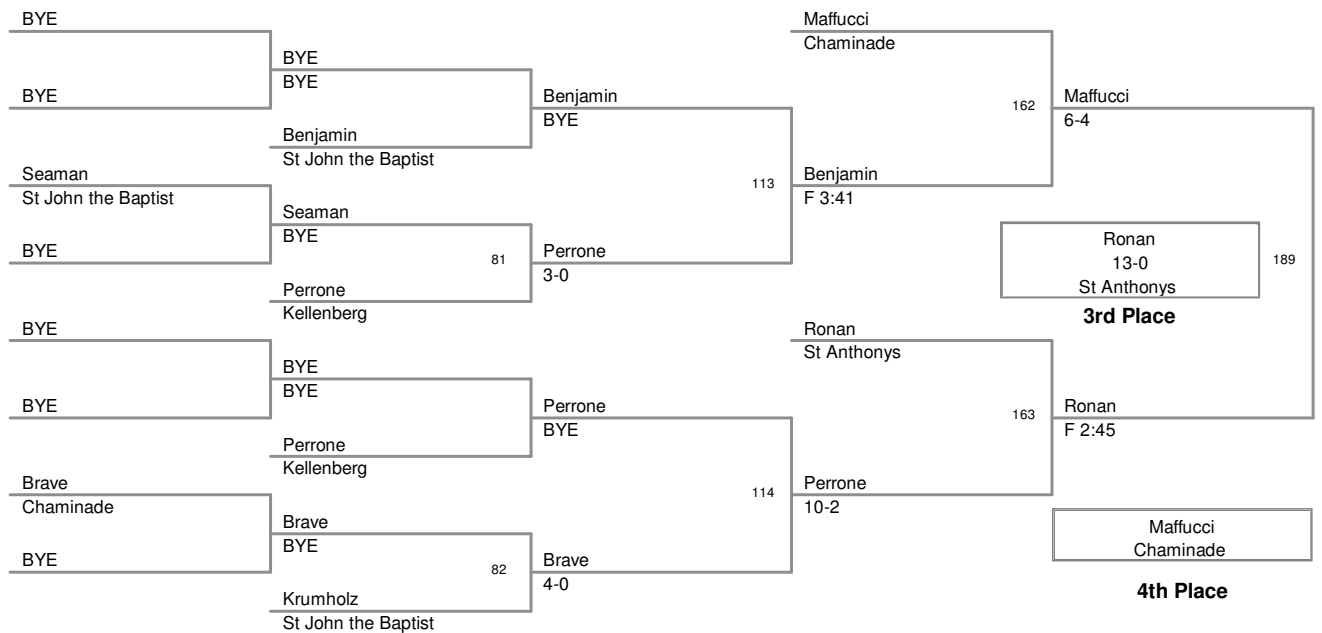 BYE
BYE
BYE
BYE
Benjamin
St John the Baptist
Benjamin
BYE
Seaman
St John the Baptist
BYE
Seaman
BYE
81
Perrone
Kellenberg
Perrone
3-0
113
Benjamin
F 3:41
Maffucci
Chaminade
162
Maffucci
6-4
Ronan
13-0
St Anthonys
189
3rd Place
BYE
BYE
BYE
BYE
Perrone
Kellenberg
Perrone
BYE
Brave
Chaminade
BYE
Brave
BYE
82
Krumholz
St John the Baptist
Brave
4-0
114
Perrone
10-2
Ronan
St Anthonys
163
Ronan
F 2:45
Maffucci
Chaminade
4th Place